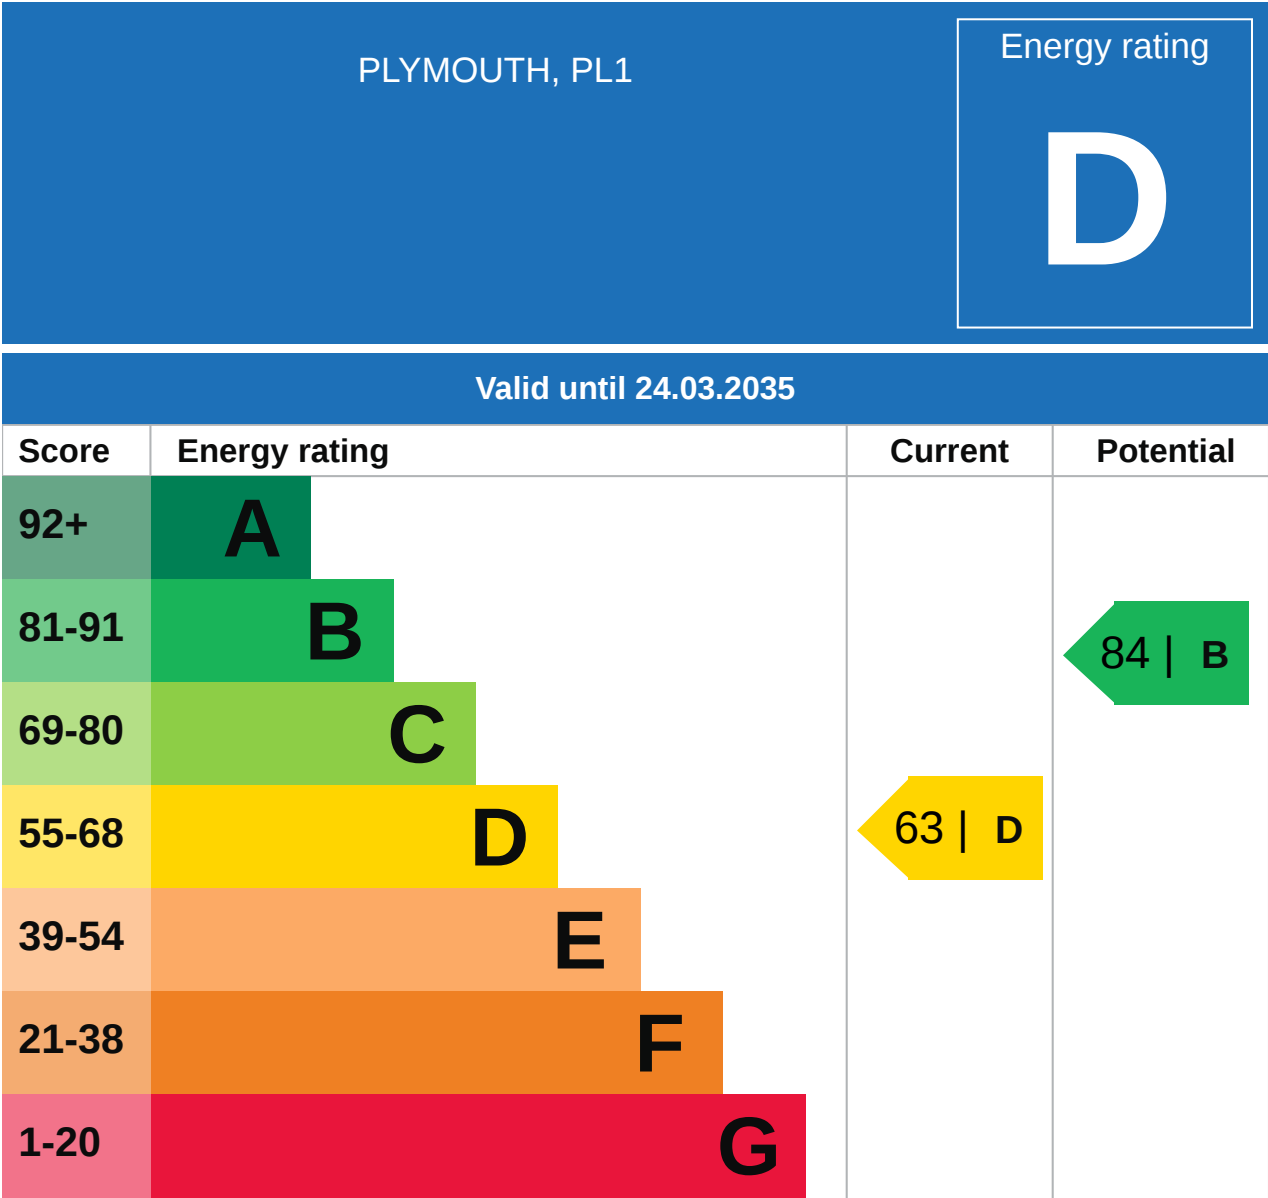 PLYMOUTH, PL1
Energy rating
D
Valid until 24.03.2035
Score Energy rating Current Potential
92+ A
81-91 B
84 | B
69-80 C
55-68 D
63 | D
39-54 E
21-38 F
1-20 G